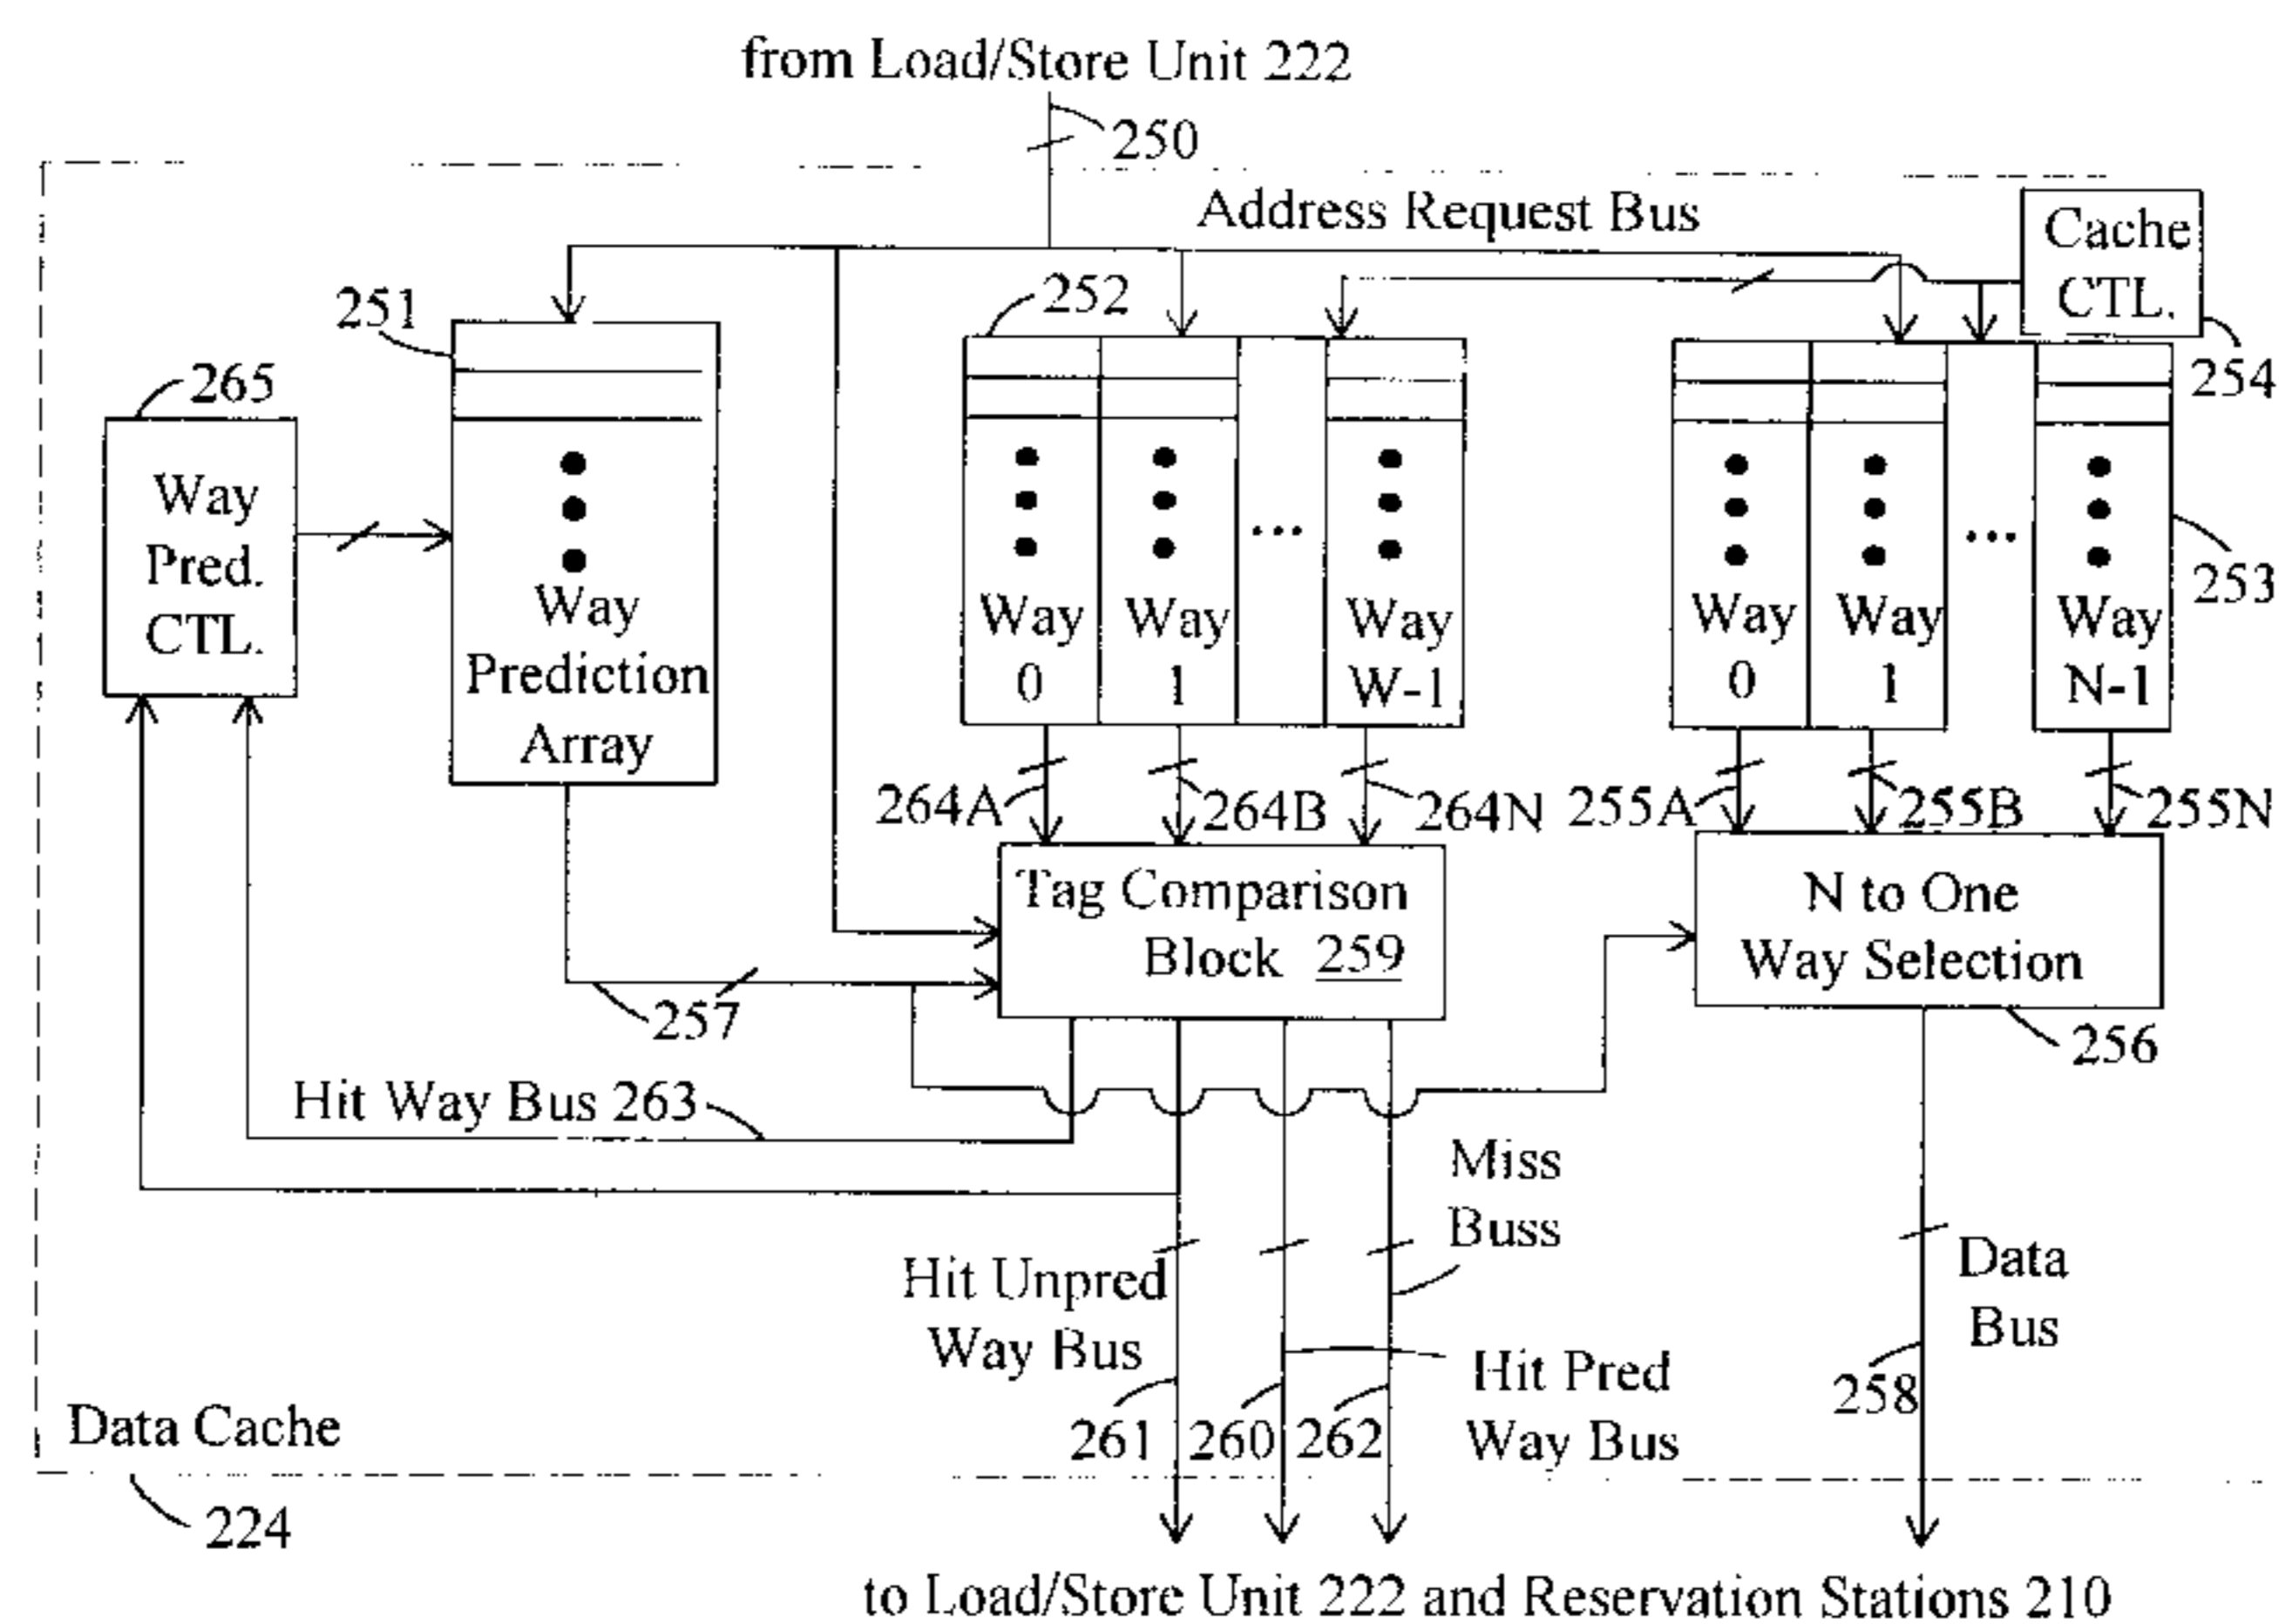 from Load/Store Unit 222
250
Address Request Bus
Cache
CTL.
254
251
252
265
Way
Pred.
CTL.
Way
Prediction
Array
Way
0
Way
1
...
Way
W-1
Way
0
Way
1
...
Way
N-1
253
264A
264B
264N
255A
255B
255N
Tag Comparison
Block 259
N to One
Way Selection
256
257
Hit Way Bus 263
Miss
Buss
Hit Unpred
Way Bus
Data
Bus
Hit Pred
Way Bus
261
260
262
258
Data Cache
224
to Load/Store Unit 222 and Reservation Stations 210